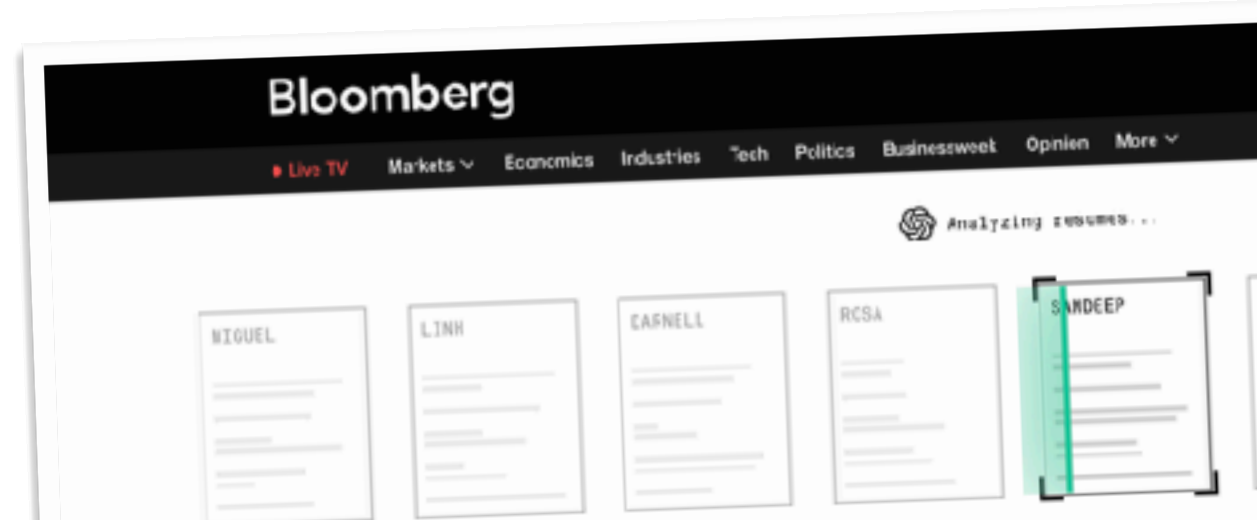 Bloomberg
Live TV Markets Economics Industries Tech Politics Businessweek Opinion More
Analyzing resumes...
MIGUEL LINH DARNELL ROSA SANDEEP